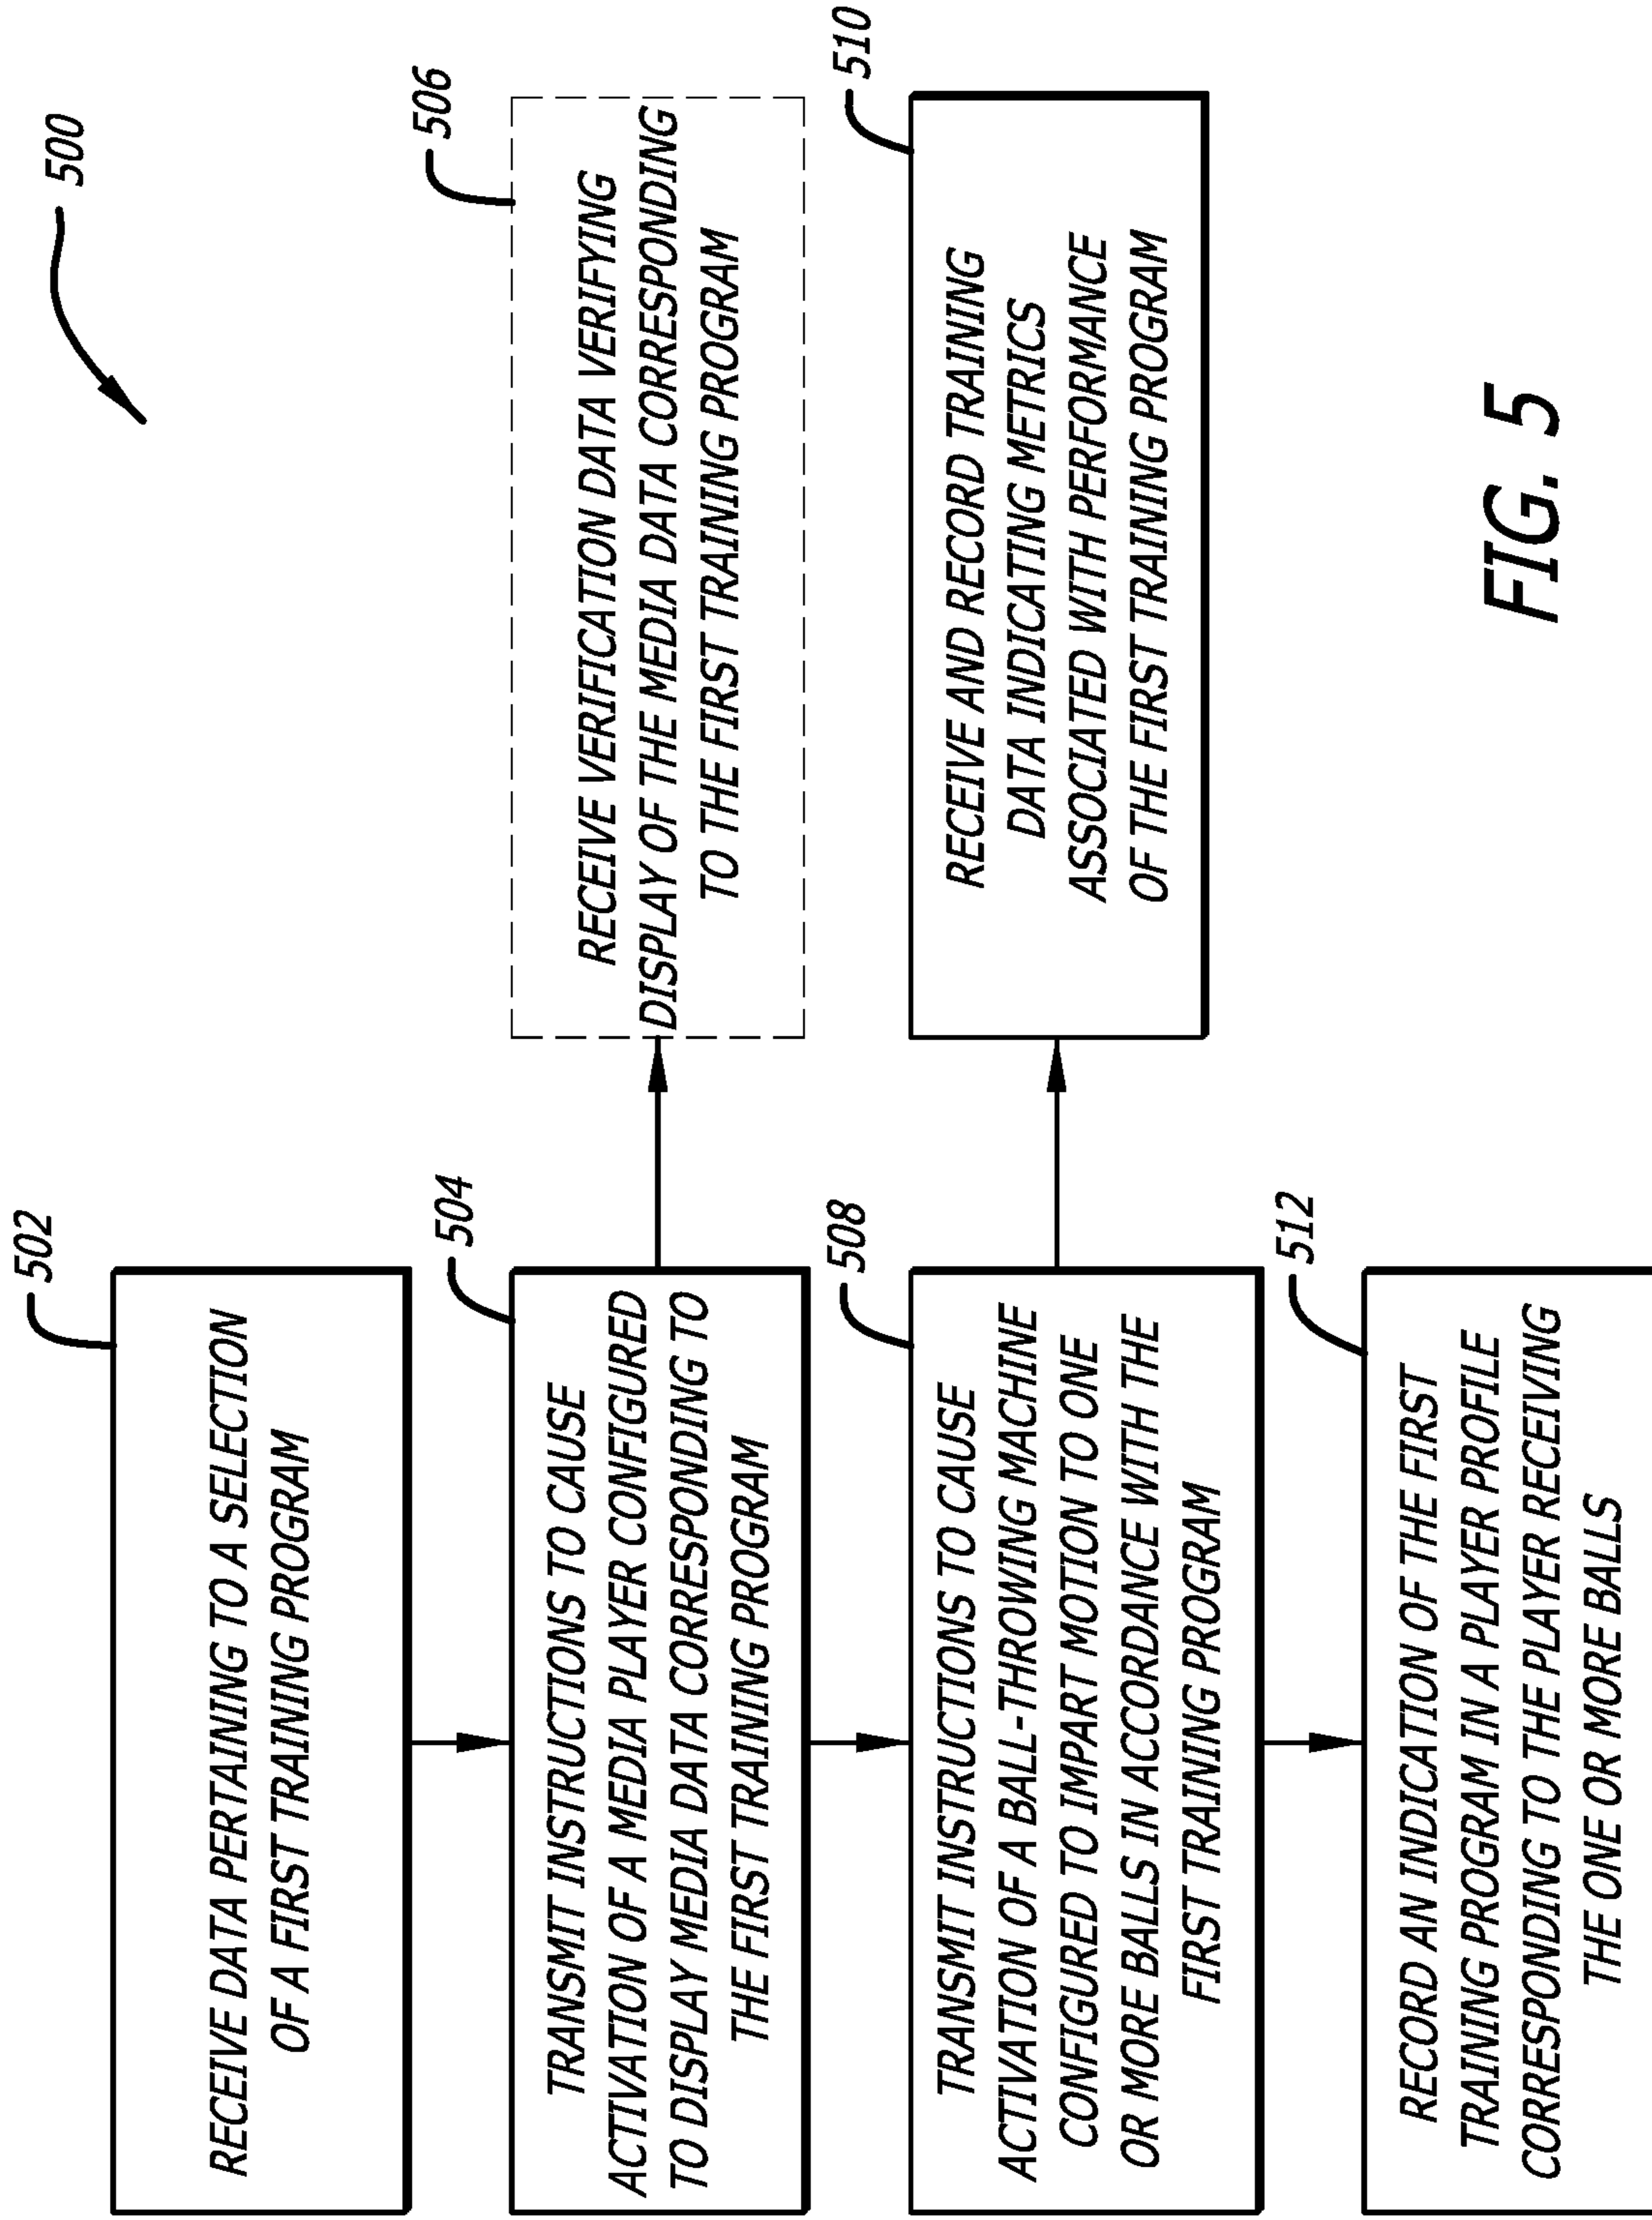 500
502
RECEIVE DATA PERTAINING TO A SELECTION
OF A FIRST TRAINING PROGRAM
504
TRANSMIT INSTRUCTIONS TO CAUSE
ACTIVATION OF A MEDIA PLAYER CONFIGURED
TO DISPLAY MEDIA DATA CORRESPONDING TO
THE FIRST TRAINING PROGRAM
506
RECEIVE VERIFICATION DATA VERIFYING
DISPLAY OF THE MEDIA DATA CORRESPONDING
TO THE FIRST TRAINING PROGRAM
508
TRANSMIT INSTRUCTIONS TO CAUSE
ACTIVATION OF A BALL-THROWING MACHINE
CONFIGURED TO IMPART MOTION TO ONE
OR MORE BALLS IN ACCORDANCE WITH THE
FIRST TRAINING PROGRAM
510
RECEIVE AND RECORD TRAINING
DATA INDICATING METRICS
ASSOCIATED WITH PERFORMANCE
OF THE FIRST TRAINING PROGRAM
512
RECORD AN INDICATION OF THE FIRST
TRAINING PROGRAM IN A PLAYER PROFILE
CORRESPONDING TO THE PLAYER RECEIVING
THE ONE OR MORE BALLS
FIG. 5